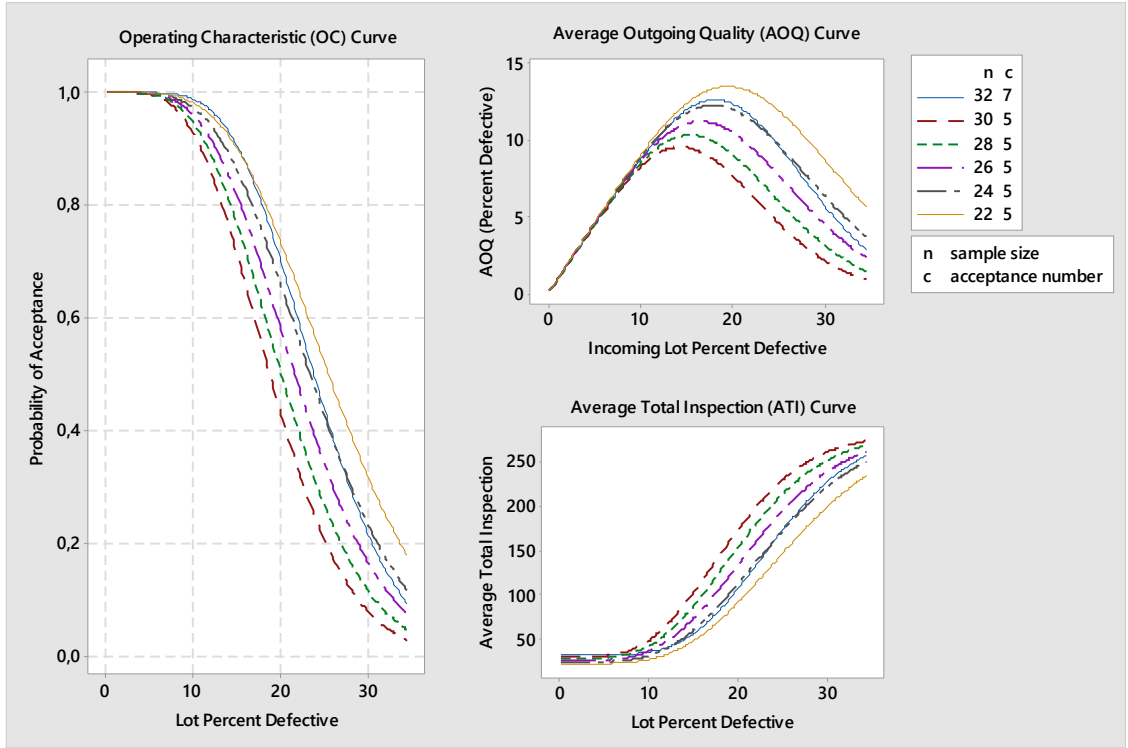 Operating Characteristic (OC) Curve
Probability of Acceptance
1,0
0,8
0,6
0,4
0,2
0,0
0 10 20 30
Lot Percent Defective
Average Outgoing Quality (AOQ) Curve
AOQ (Percent Defective)
15
10
5
0
0 10 20 30
Incoming Lot Percent Defective
Average Total Inspection (ATI) Curve
Average Total Inspection
250
200
150
100
50
0 10 20 30
Lot Percent Defective
n c
32 7
30 5
28 5
26 5
24 5
22 5
n sample size
c acceptance number